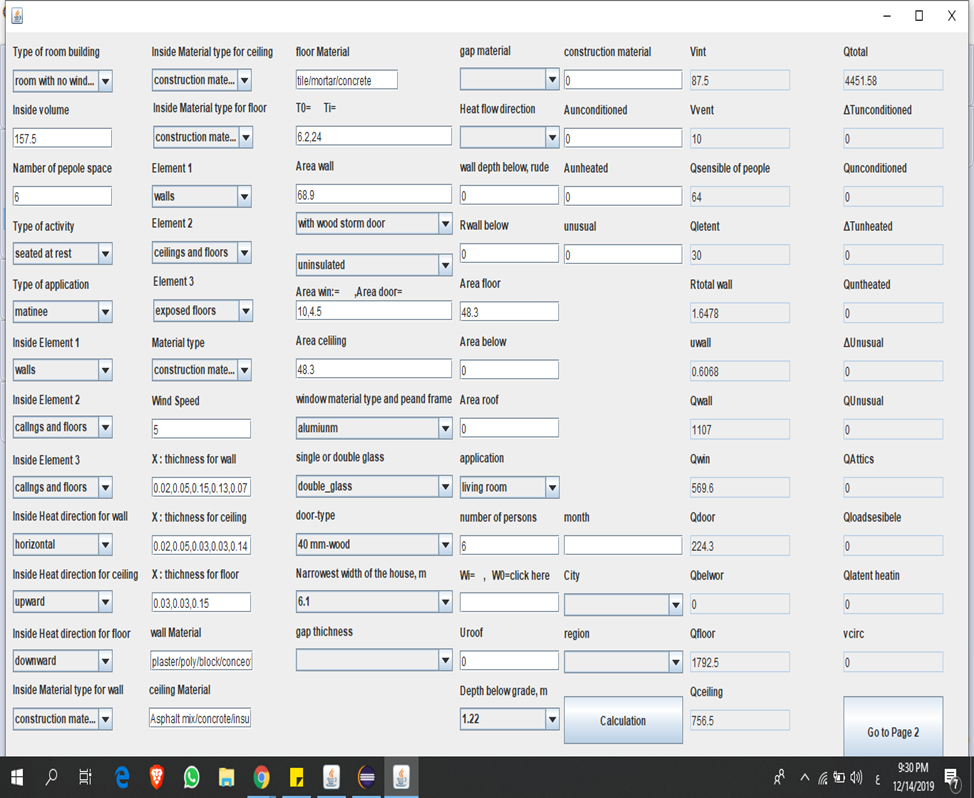 Type of room building
room with no wind...
Inside volume
157.5
Namber of pepole space
6
Type of activity
seated at rest
Type of application
matinee
Inside Element 1
walls
Inside Element 2
callngs and floors
Inside Element 3
callngs and floors
Inside Heat direction for wall
horizontal
Inside Heat direction for ceiling
upward
Inside Heat direction for floor
downward
Inside Material type for wall
construction mate...
Inside Material type for ceiling
construction mate...
Inside Material type for floor
construction mate...
Element 1
walls
Element 2
ceilings and floors
Element 3
exposed floors
Material type
construction mate...
Wind Speed
5
X : thichness for wall
0.02,0.05,0.15,0.13,0.07
X : thichness for ceiling
0.02,0.05,0.03,0.03,0.14
X : thichness for floor
0.03,0.03,0.15
wall Material
plaster/poly/block/conceof
ceiling Material
Asphalt mix/concrete/insu
floor Material
tile/mortar/concrete
T0= Ti=
6.2,24
Area wall
68.9
with wood storm door
uninsulated
Area win:= ,Area door=
10,4.5
Area celiling
48.3
window material type and peand frame
alumiunm
single or double glass
double_glass
door-type
40 mm-wood
Narrowest width of the house, m
6.1
gap thichness
gap material
Heat flow direction
wall depth below, rude
0
Rwall below
0
Area floor
48.3
Area below
0
Area roof
0
application
living room
number of persons
6
Wi= , W0=click here
Uroof
0
Depth below grade, m
1.22
construction material
0
Aunconditioned
0
Aunheated
0
unusual
0
month
City
region
Calculation
Vint
87.5
Vvent
10
Qsensible of people
64
Qletent
30
Rtotal wall
1.6478
uwall
0.6068
Qwall
1107
Qwin
569.6
Qdoor
224.3
Qbelwor
0
Qfloor
1792.5
Qceiling
756.5
Qtotal
4451.58
ΔTunconditioned
0
Qunconditioned
0
ΔTunheated
0
Quntheated
0
ΔUnusual
0
QUnusual
0
QAttics
0
Qloadsesibele
0
Qlatent heatin
0
vcirc
0
Go to Page 2
ع
9:30 PM
12/14/2019
7